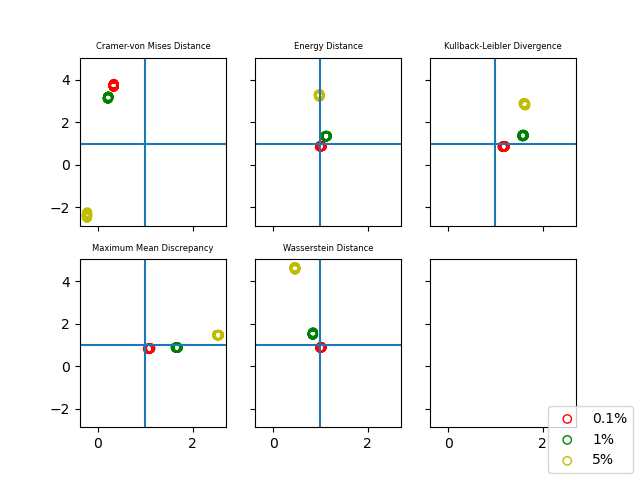 Cramer-von Mises Distance
Energy Distance
Kullback-Leibler Divergence
4
2
0
−2
Maximum Mean Discrepancy
Wasserstein Distance
4
2
0
−2
0 2
0 2
0 2
0.1%
1%
5%